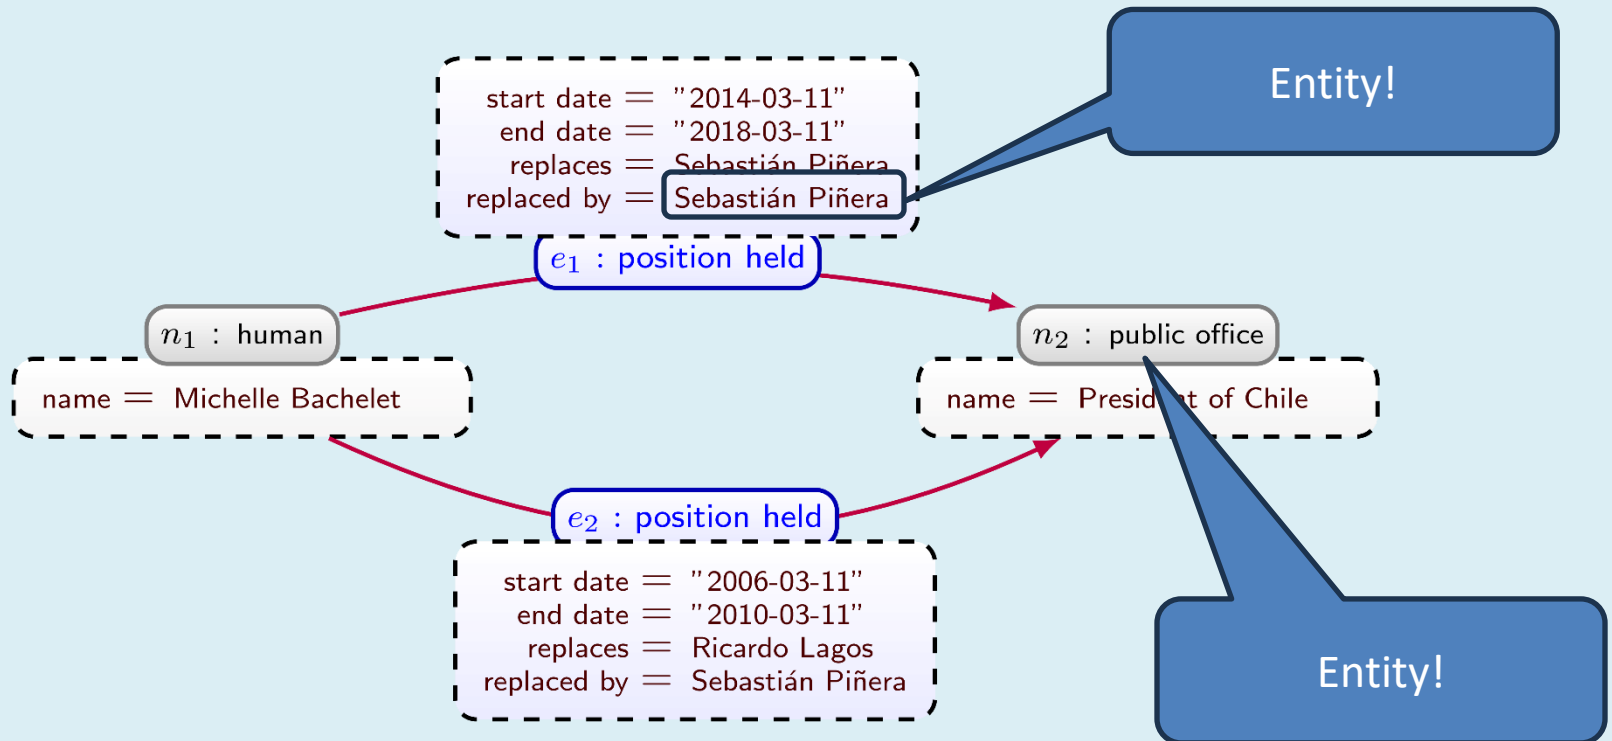 Entity!
start date = "2014-03-11"
end date = "2018-03-11"
replaces = Sebastián Piñera
replaced by = Sebastián Piñera
e₁ : position held
n₁ : human
n₂ : public office
name = Michelle Bachelet
name = President of Chile
e₂ : position held
start date = "2006-03-11"
end date = "2010-03-11"
replaces = Ricardo Lagos
replaced by = Sebastián Piñera
Entity!